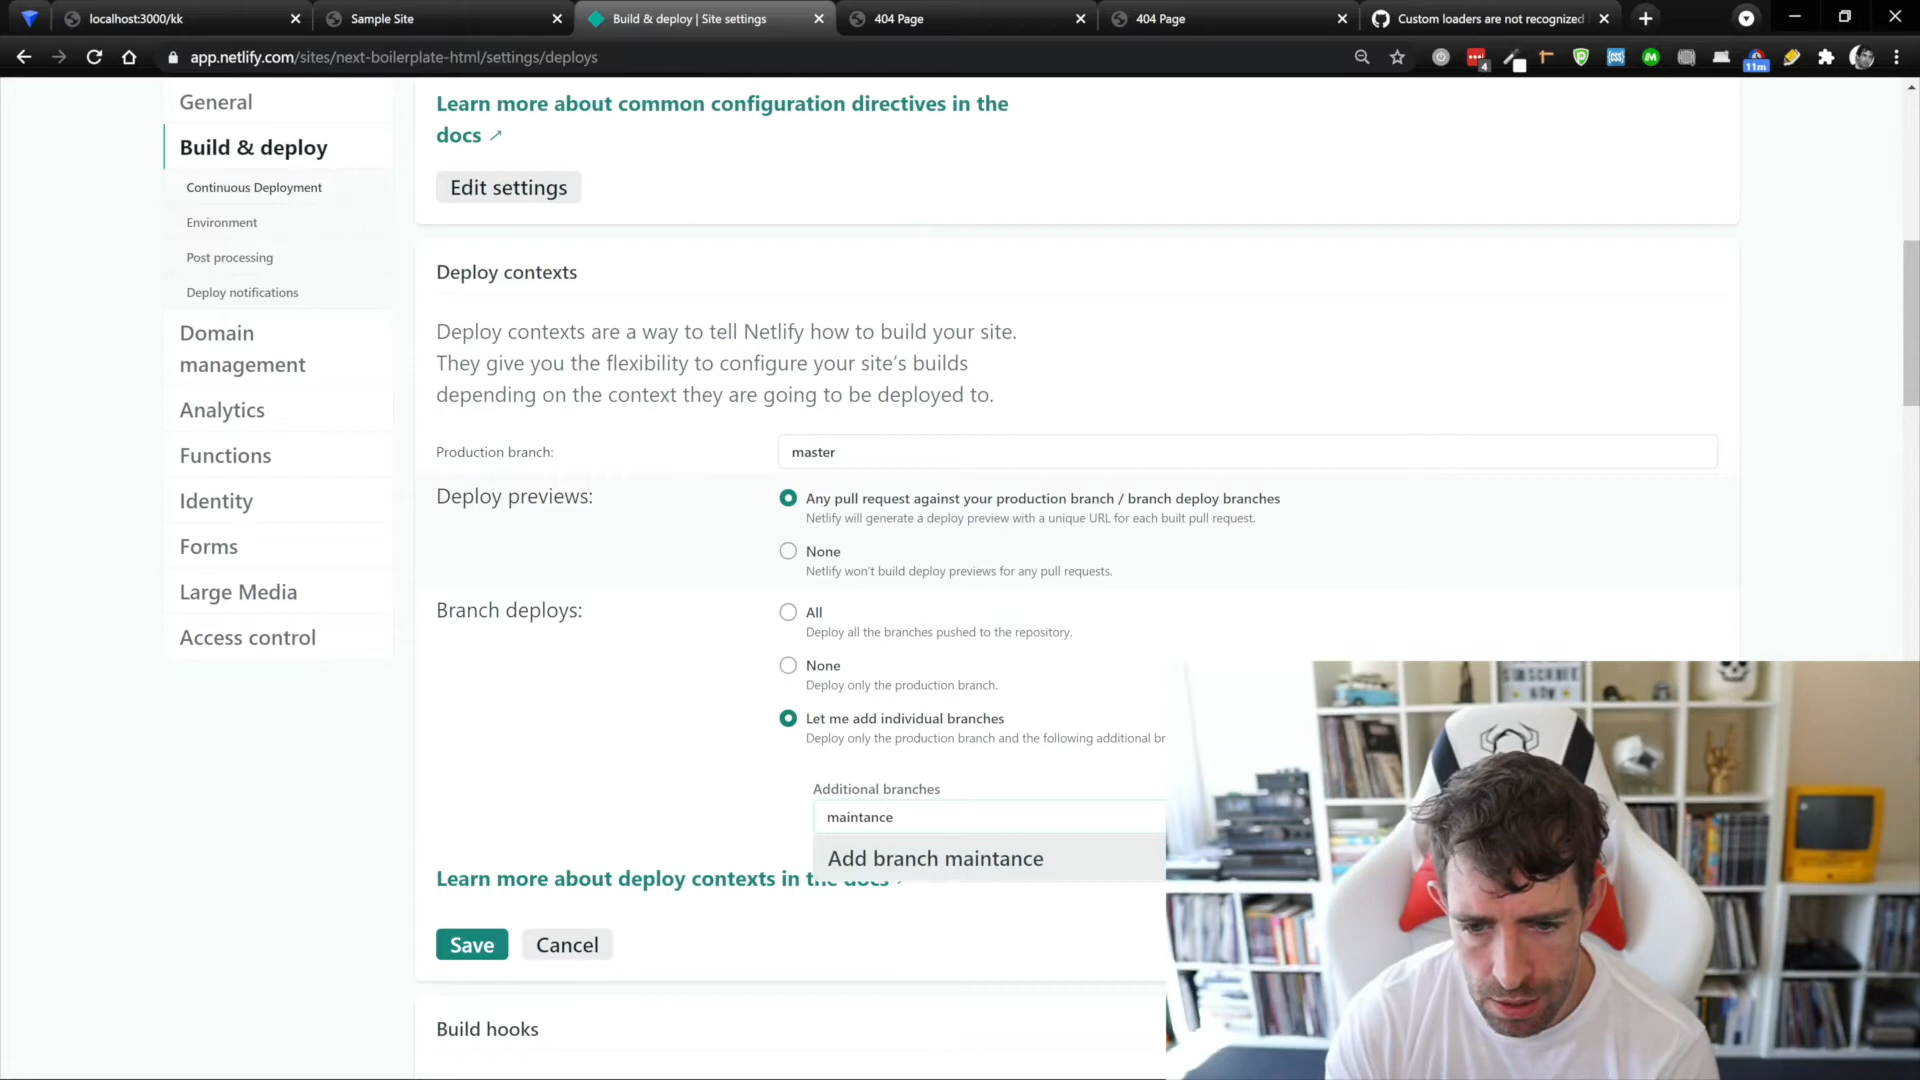 localhost:3000/kk
Sample Site
Build & deploy | Site settings
404 Page
404 Page
Custom loaders are not recognized
app.netlify.com/sites/next-boilerplate-html/settings/deploys
4
11m
General
Build & deploy
Continuous Deployment
Environment
Post processing
Deploy notifications
Domain
management
Analytics
Functions
Identity
Forms
Large Media
Access control
Learn more about common configuration directives in the
docs
Edit settings
Deploy contexts
Deploy contexts are a way to tell Netlify how to build your site.
They give you the flexibility to configure your site's builds
depending on the context they are going to be deployed to.
Production branch:
master
Deploy previews:
Any pull request against your production branch / branch deploy branches
Netlify will generate a deploy preview with a unique URL for each built pull request.
None
Netlify won't build deploy previews for any pull requests.
Branch deploys:
All
Deploy all the branches pushed to the repository.
None
Deploy only the production branch.
Let me add individual branches
Deploy only the production branch and the following additional br
Additional branches
maintance
Add branch maintance
Learn more about deploy contexts in the docs
Save
Cancel
Build hooks
SUBSCRIBE
NOW